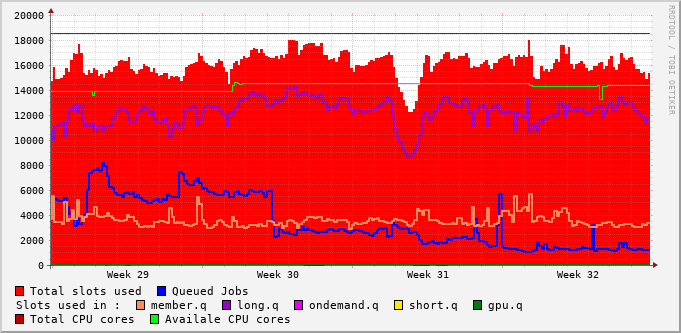 20000
18000
16000
14000
12000
10000
8000
6000
4000
2000
0
Week 29 Week 30 Week 31 Week 32
Total slots used Queued Jobs
Slots used in : member.q long.q ondemand.q short.q gpu.q
Total CPU cores Availale CPU cores
RRDTOOL / TOBI OETIKER